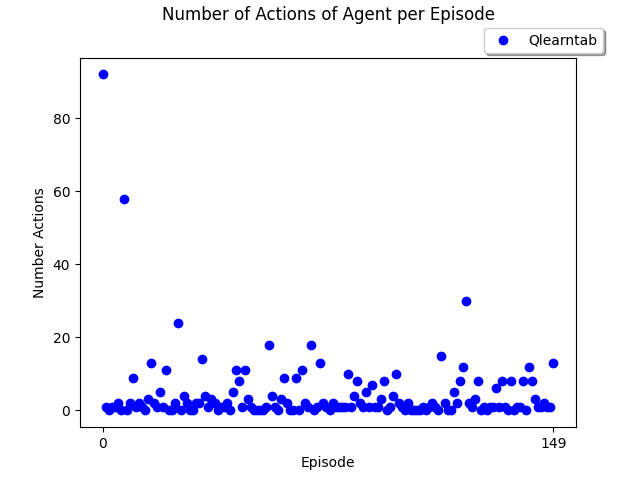 Number of Actions of Agent per Episode
Qlearntab
80
60
40
20
0
Number Actions
0
149
Episode